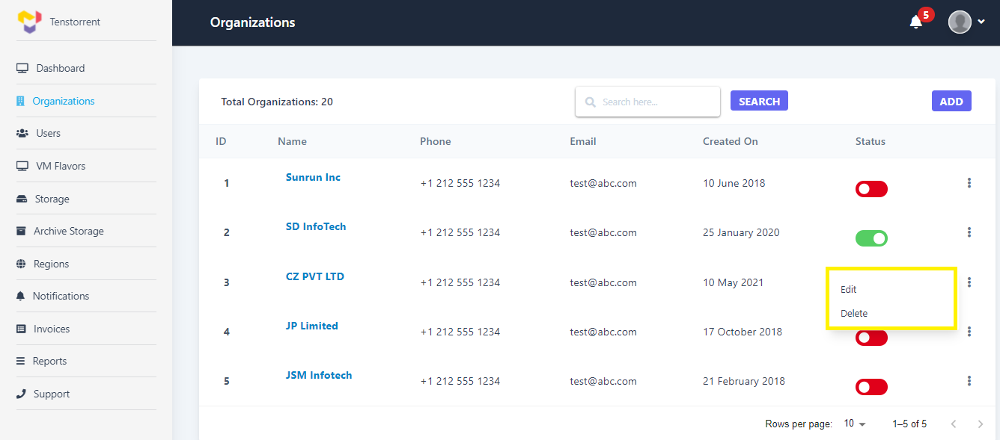 Tenstorrent
Organizations
5
Dashboard
Organizations
Users
VM Flavors
Storage
Archive Storage
Regions
Notifications
Invoices
Reports
Support
Total Organizations: 20
Search here...
SEARCH
ADD
ID Name Phone Email Created On Status
1 Sunrun Inc +1 212 555 1234 test@abc.com 10 June 2018
2 SD InfoTech +1 212 555 1234 test@abc.com 25 January 2020
3 CZ PVT LTD +1 212 555 1234 test@abc.com 10 May 2021
Edit
Delete
4 JP Limited +1 212 555 1234 test@abc.com 17 October 2018
5 JSM Infotech +1 212 555 1234 test@abc.com 21 February 2018
Rows per page: 10 1–5 of 5